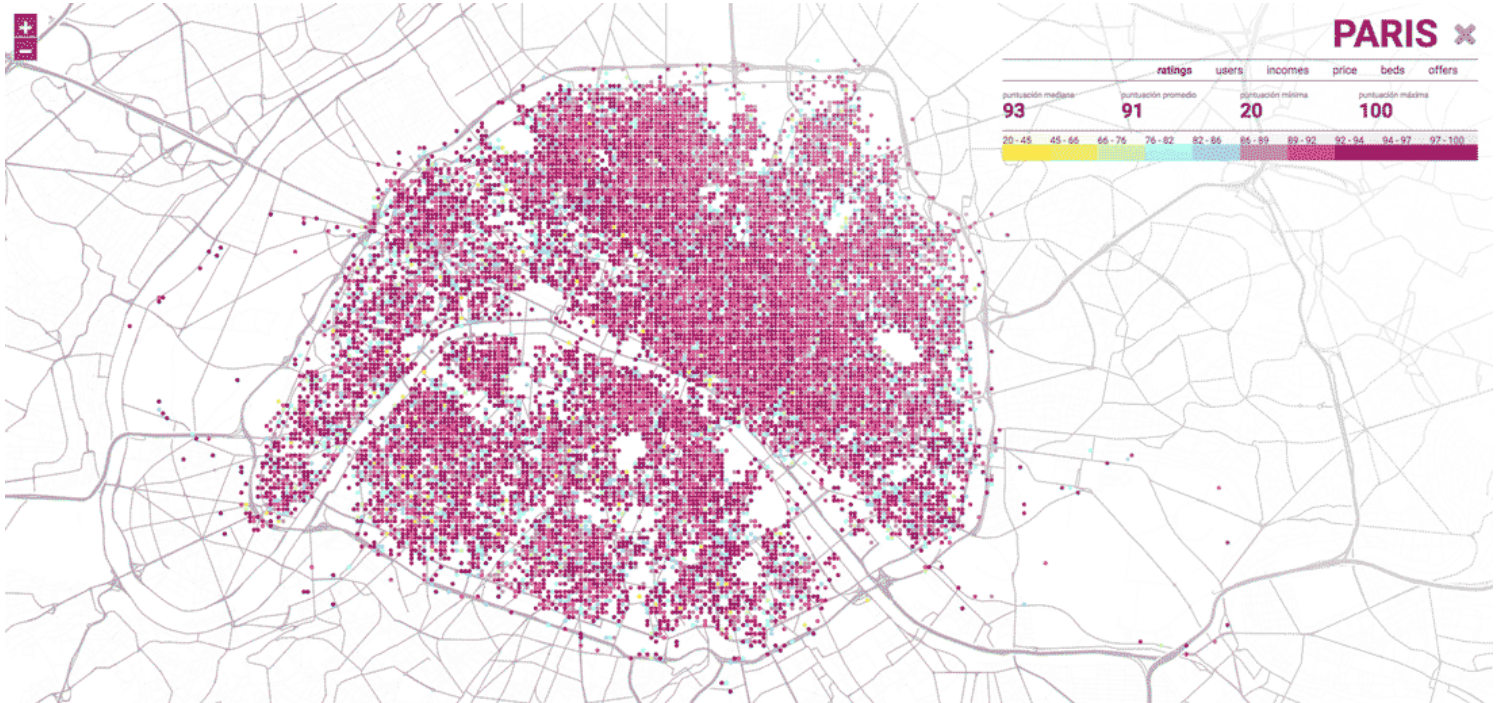 +
−
PARIS ×
ratings users incomes price beds offers
puntuación mediana puntuación promedio puntuación mínima puntuación máxima
93 91 20 100
20 - 45 45 - 66 66 - 76 76 - 82 82 - 86 86 - 89 89 - 92 92 - 94 94 - 97 97 - 100